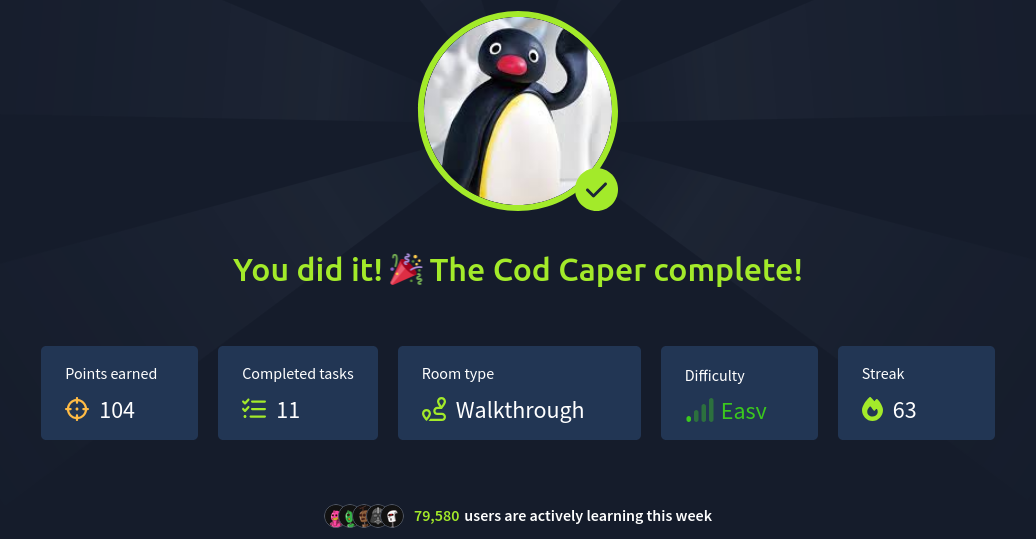 You did it! 🎉 The Cod Caper complete!
Points earned
104
Completed tasks
11
Room type
Walkthrough
Difficulty
Easy
Streak
63
79,580 users are actively learning this week